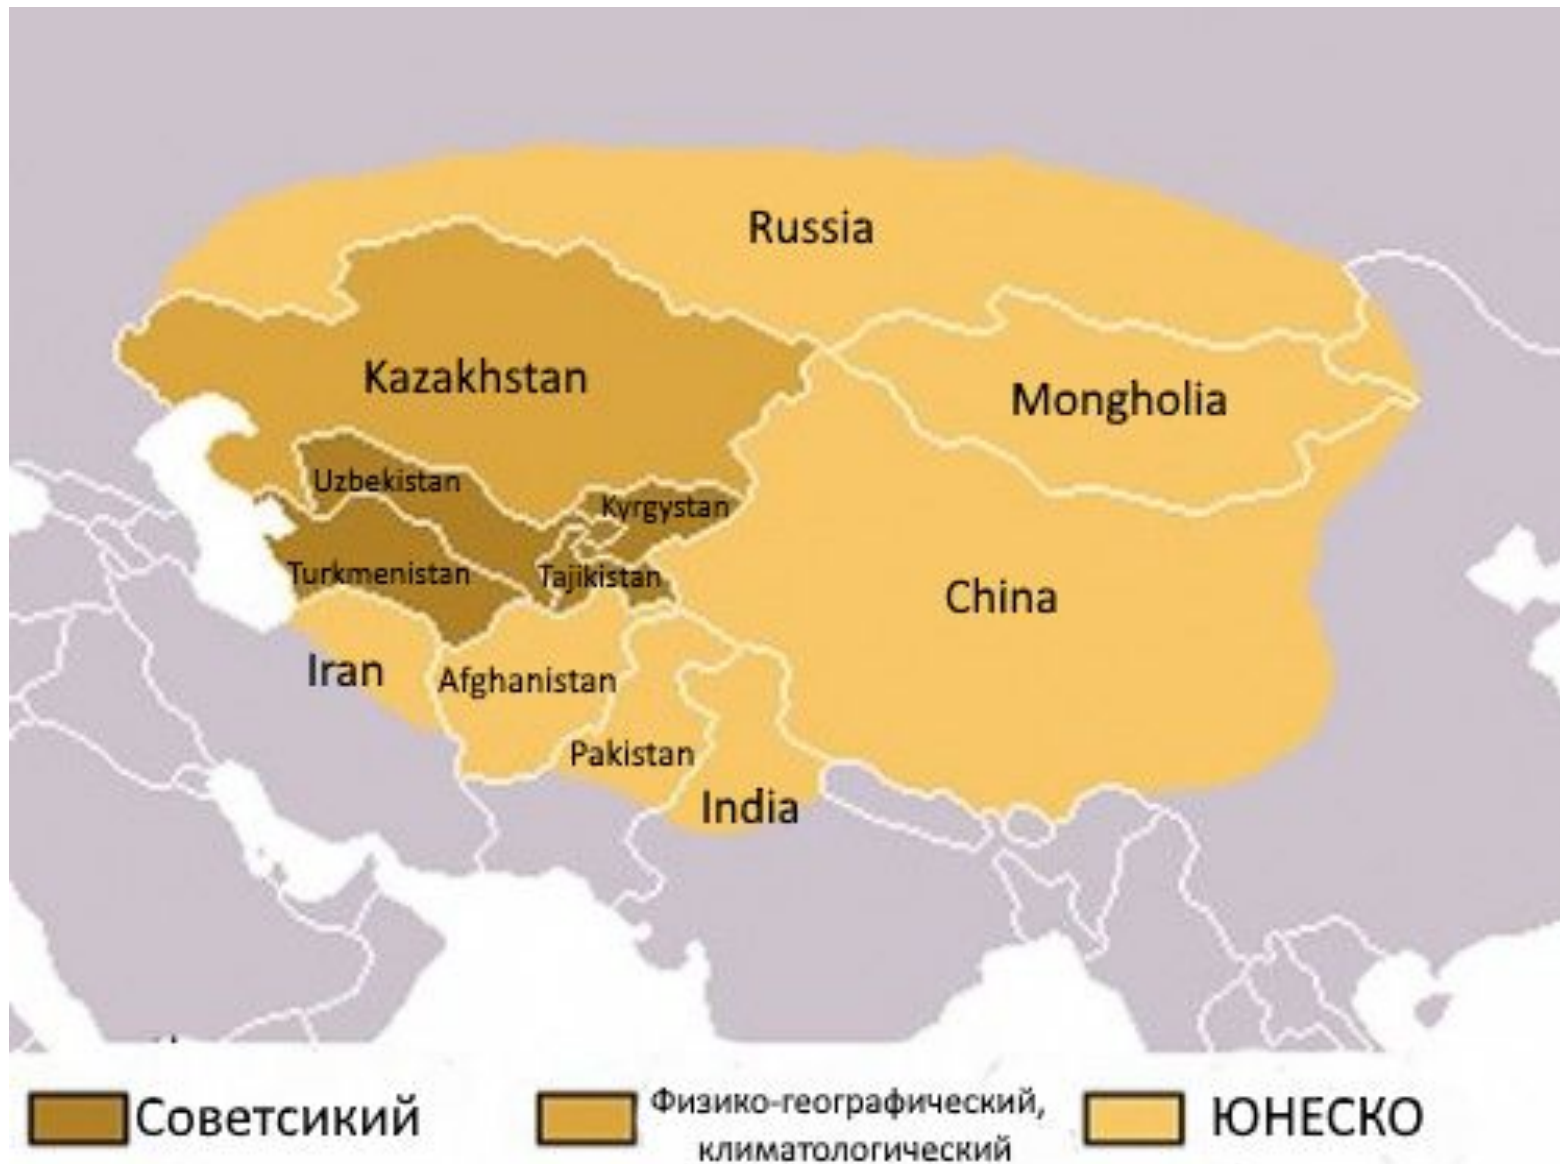 Russia
Kazakhstan
Mongholia
Uzbekistan
Kyrgystan
Turkmenistan
Tajikistan
China
Iran
Afghanistan
Pakistan
India
Советсикий
Физико-географический,
климатологический
ЮНЕСКО